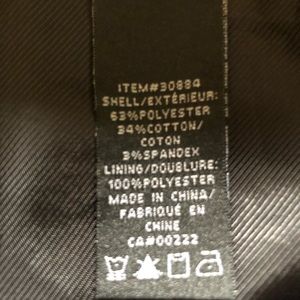 ITEM#30884
SHELL/EXTÉRIEUR:
63%POLYESTER
34%COTTON/
COTON
3%SPANDEX
LINING/DOUBLURE:
100%POLYESTER
MADE IN CHINA/
FABRIQUÉ EN
CHINE
CA#00222